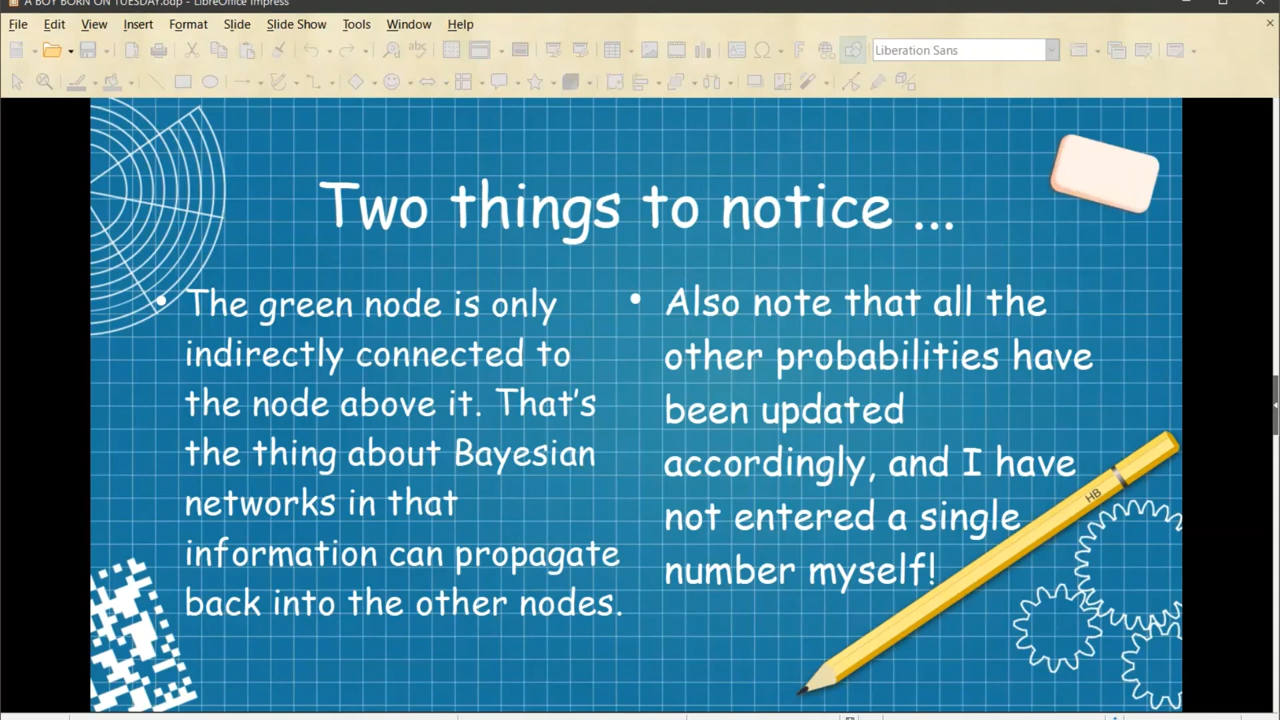 A BOY BORN ON TUESDAY.odp - LibreOffice Impress
File Edit View Insert Format Slide Slide Show Tools Window Help
Liberation Sans
Two things to notice ...
• The green node is only
indirectly connected to
the node above it. That's
the thing about Bayesian
networks in that
information can propagate
back into the other nodes.
• Also note that all the
other probabilities have
been updated
accordingly, and I have
not entered a single
number myself!
HB